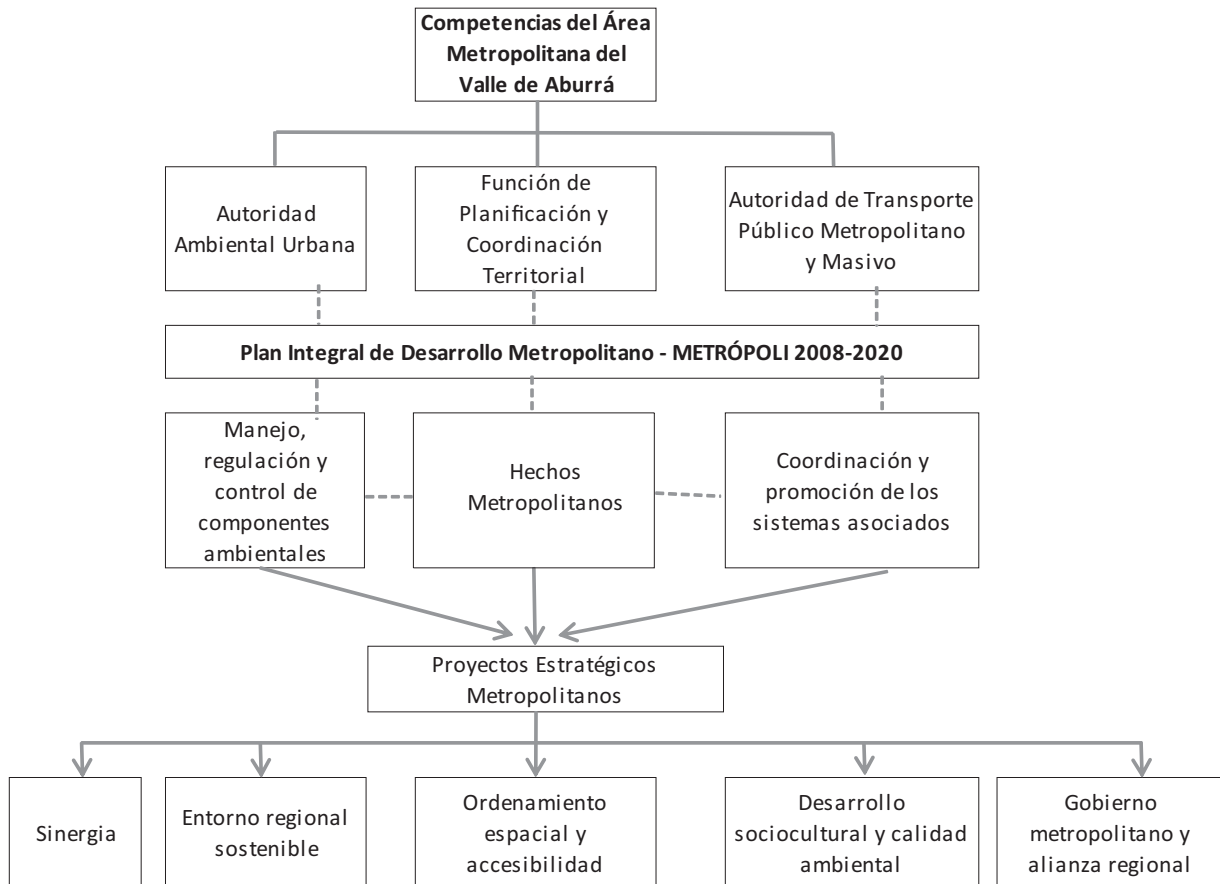 Competencias del Área
Metropolitana del
Valle de Aburrá
Autoridad
Ambiental Urbana
Función de
Planificación y
Coordinación
Territorial
Autoridad de Transporte
Público Metropolitano
y Masivo
Plan Integral de Desarrollo Metropolitano - METRÓPOLI 2008-2020
Manejo,
regulación y
control de
componentes
ambientales
Hechos
Metropolitanos
Coordinación y
promoción de los
sistemas asociados
Proyectos Estratégicos
Metropolitanos
Sinergia
Entorno regional
sostenible
Ordenamiento
espacial y
accesibilidad
Desarrollo
sociocultural y calidad
ambiental
Gobierno
metropolitano y
alianza regional